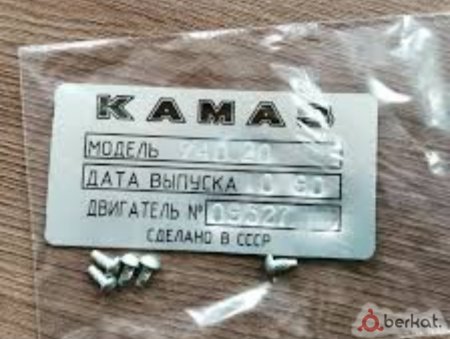 КАМАЗ
МОДЕЛЬ
ДАТА ВЫПУСКА
ДВИГАТЕЛЬ №
СДЕЛАНО В СССР
berkat.